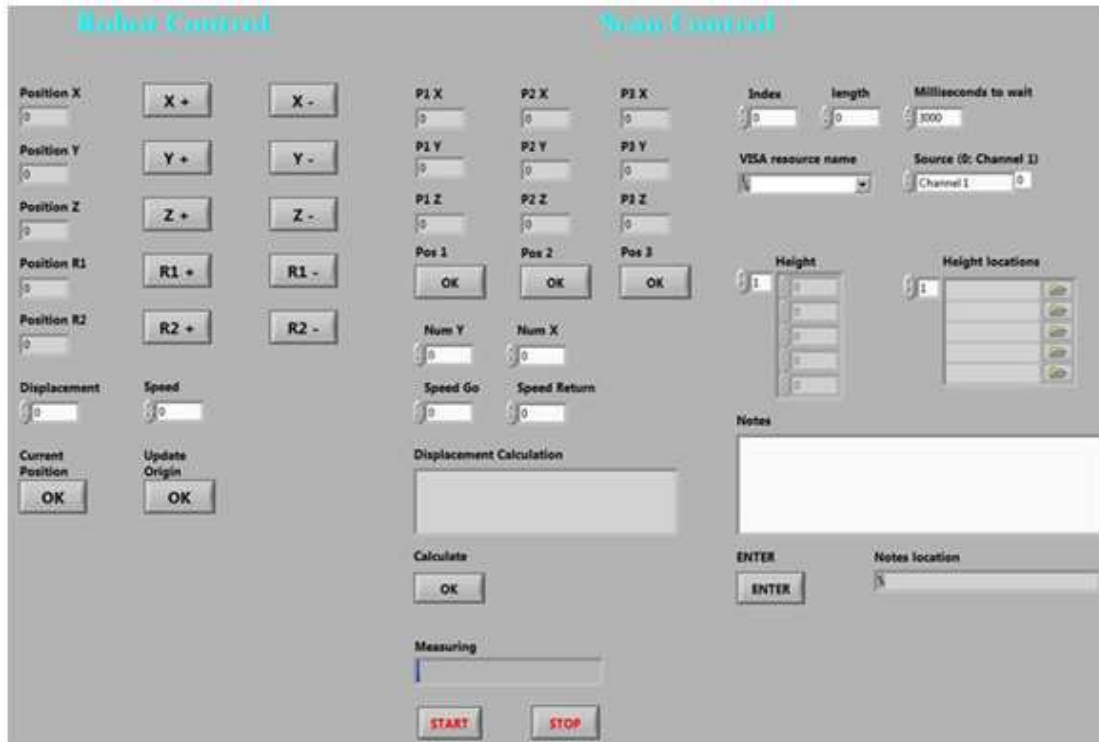 Robot Control
Scan Control
Position X
0
X +
X -
Position Y
0
Y +
Y -
Position Z
0
Z +
Z -
Position R1
0
R1 +
R1 -
Position R2
0
R2 +
R2 -
Displacement
0
Speed
0
Current
Position
OK
Update
Origin
OK
P1 X
0
P2 X
0
P3 X
0
P1 Y
0
P2 Y
0
P3 Y
0
P1 Z
0
P2 Z
0
P3 Z
0
Pos 1
OK
Pos 2
OK
Pos 3
OK
Num Y
0
Num X
0
Speed Go
0
Speed Return
0
Displacement Calculation
Calculate
OK
Measuring
START
STOP
Index
0
length
0
Milliseconds to wait
3000
VISA resource name
Source (0: Channel 1)
Channel 1
0
Height
1
0
0
0
0
0
Height locations
1
Notes
ENTER
ENTER
Notes location